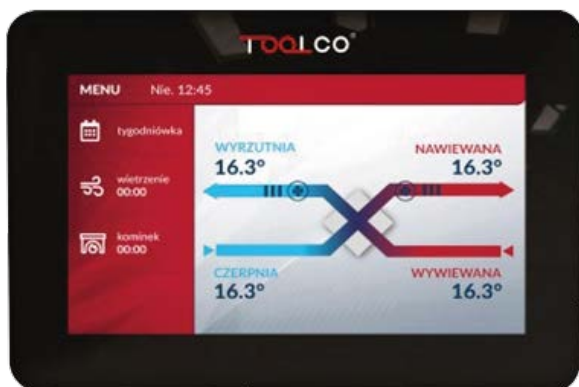 TOOLCO®
MENU Nie. 12:45
tygodniówka
wietrzenie
00:00
kominek
00:00
WYRZUTNIA
16.3°
NAWIEWANA
16.3°
CZERPNIA
16.3°
WYWIEWANA
16.3°